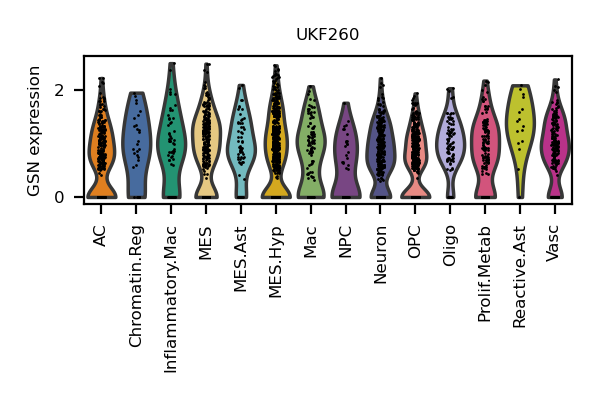 UKF260
GSN expression
2
0
AC
Chromatin.Reg
Inflammatory.Mac
MES
MES.Ast
MES.Hyp
Mac
NPC
Neuron
OPC
Oligo
Prolif.Metab
Reactive.Ast
Vasc